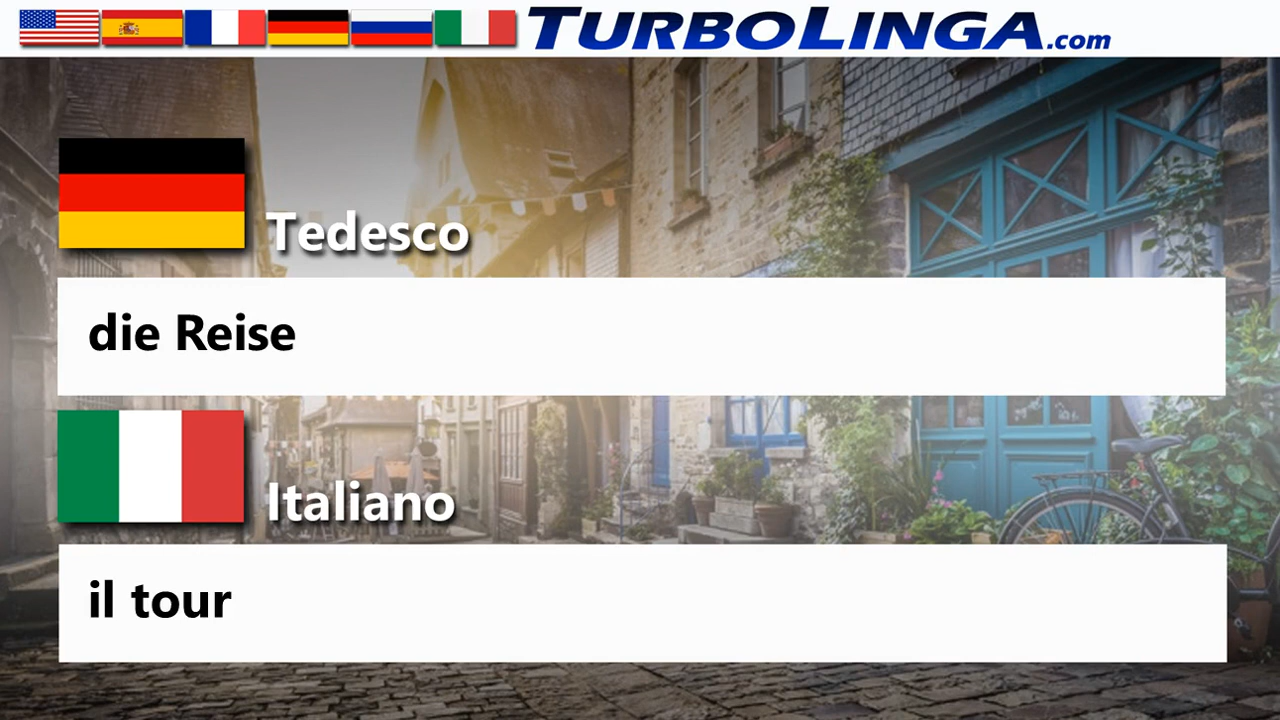 TURBOLINGA.com
Tedesco
die Reise
Italiano
il tour